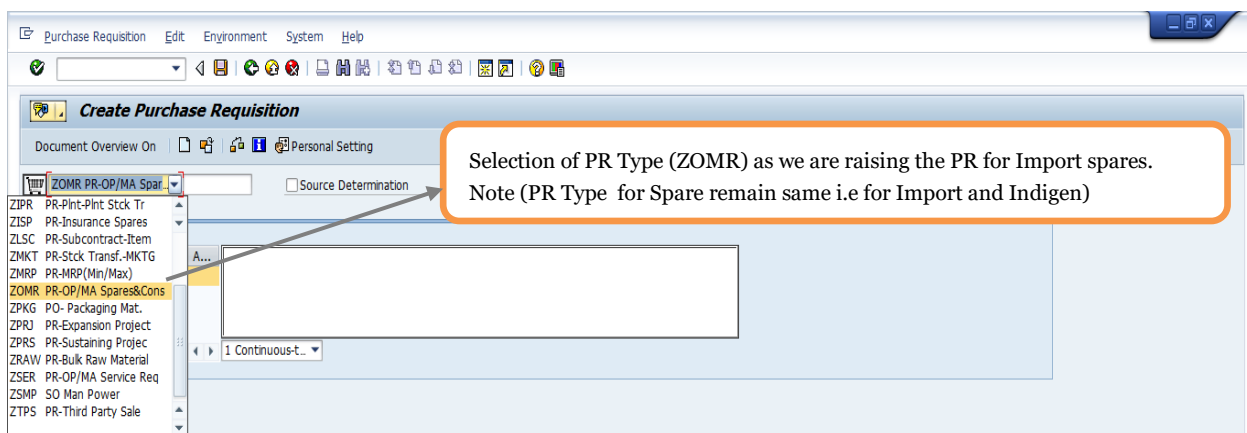 Purchase Requisition Edit Environment System Help
Create Purchase Requisition
Document Overview On Personal Setting
ZOMR PR-OP/MA Spar.. Source Determination
Selection of PR Type (ZOMR) as we are raising the PR for Import spares.
Note (PR Type for Spare remain same i.e for Import and Indigen)
ZIPR PR-Plnt-Plnt Stck Tr
ZISP PR-Insurance Spares
ZLSC PR-Subcontract-Item
ZMKT PR-Stck Transf.-MKTG
A...
ZMRP PR-MRP(Min/Max)
ZOMR PR-OP/MA Spares&Cons
ZPKG PO- Packaging Mat.
ZPRJ PR-Expansion Project
ZPRS PR-Sustaining Projec
1 Continuous-t...
ZRAW PR-Bulk Raw Material
ZSER PR-OP/MA Service Req
ZSMP SO Man Power
ZTPS PR-Third Party Sale